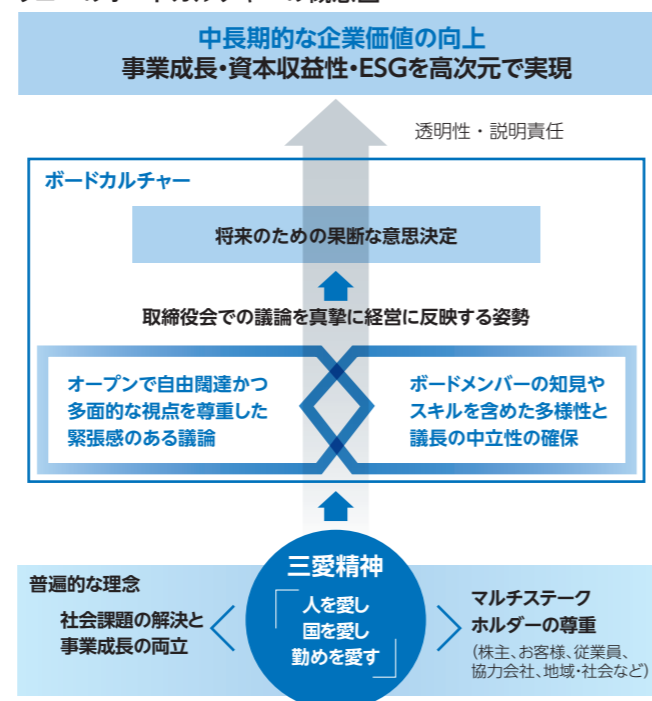 中長期的な企業価値の向上
事業成長・資本収益性・ESGを高次元で実現
透明性・説明責任
ボードカルチャー
将来のための果断な意思決定
取締役会での議論を真摯に経営に反映する姿勢
オープンで自由闊達かつ
多面的な視点を尊重した
緊張感のある議論
ボードメンバーの知見や
スキルを含めた多様性と
議長の中立性の確保
普遍的な理念
社会課題の解決と
事業成長の両立
三愛精神
「人を愛し
国を愛し
勤めを愛す」
マルチステーク
ホルダーの尊重
(株主、お客様、従業員、
協力会社、地域・社会など)